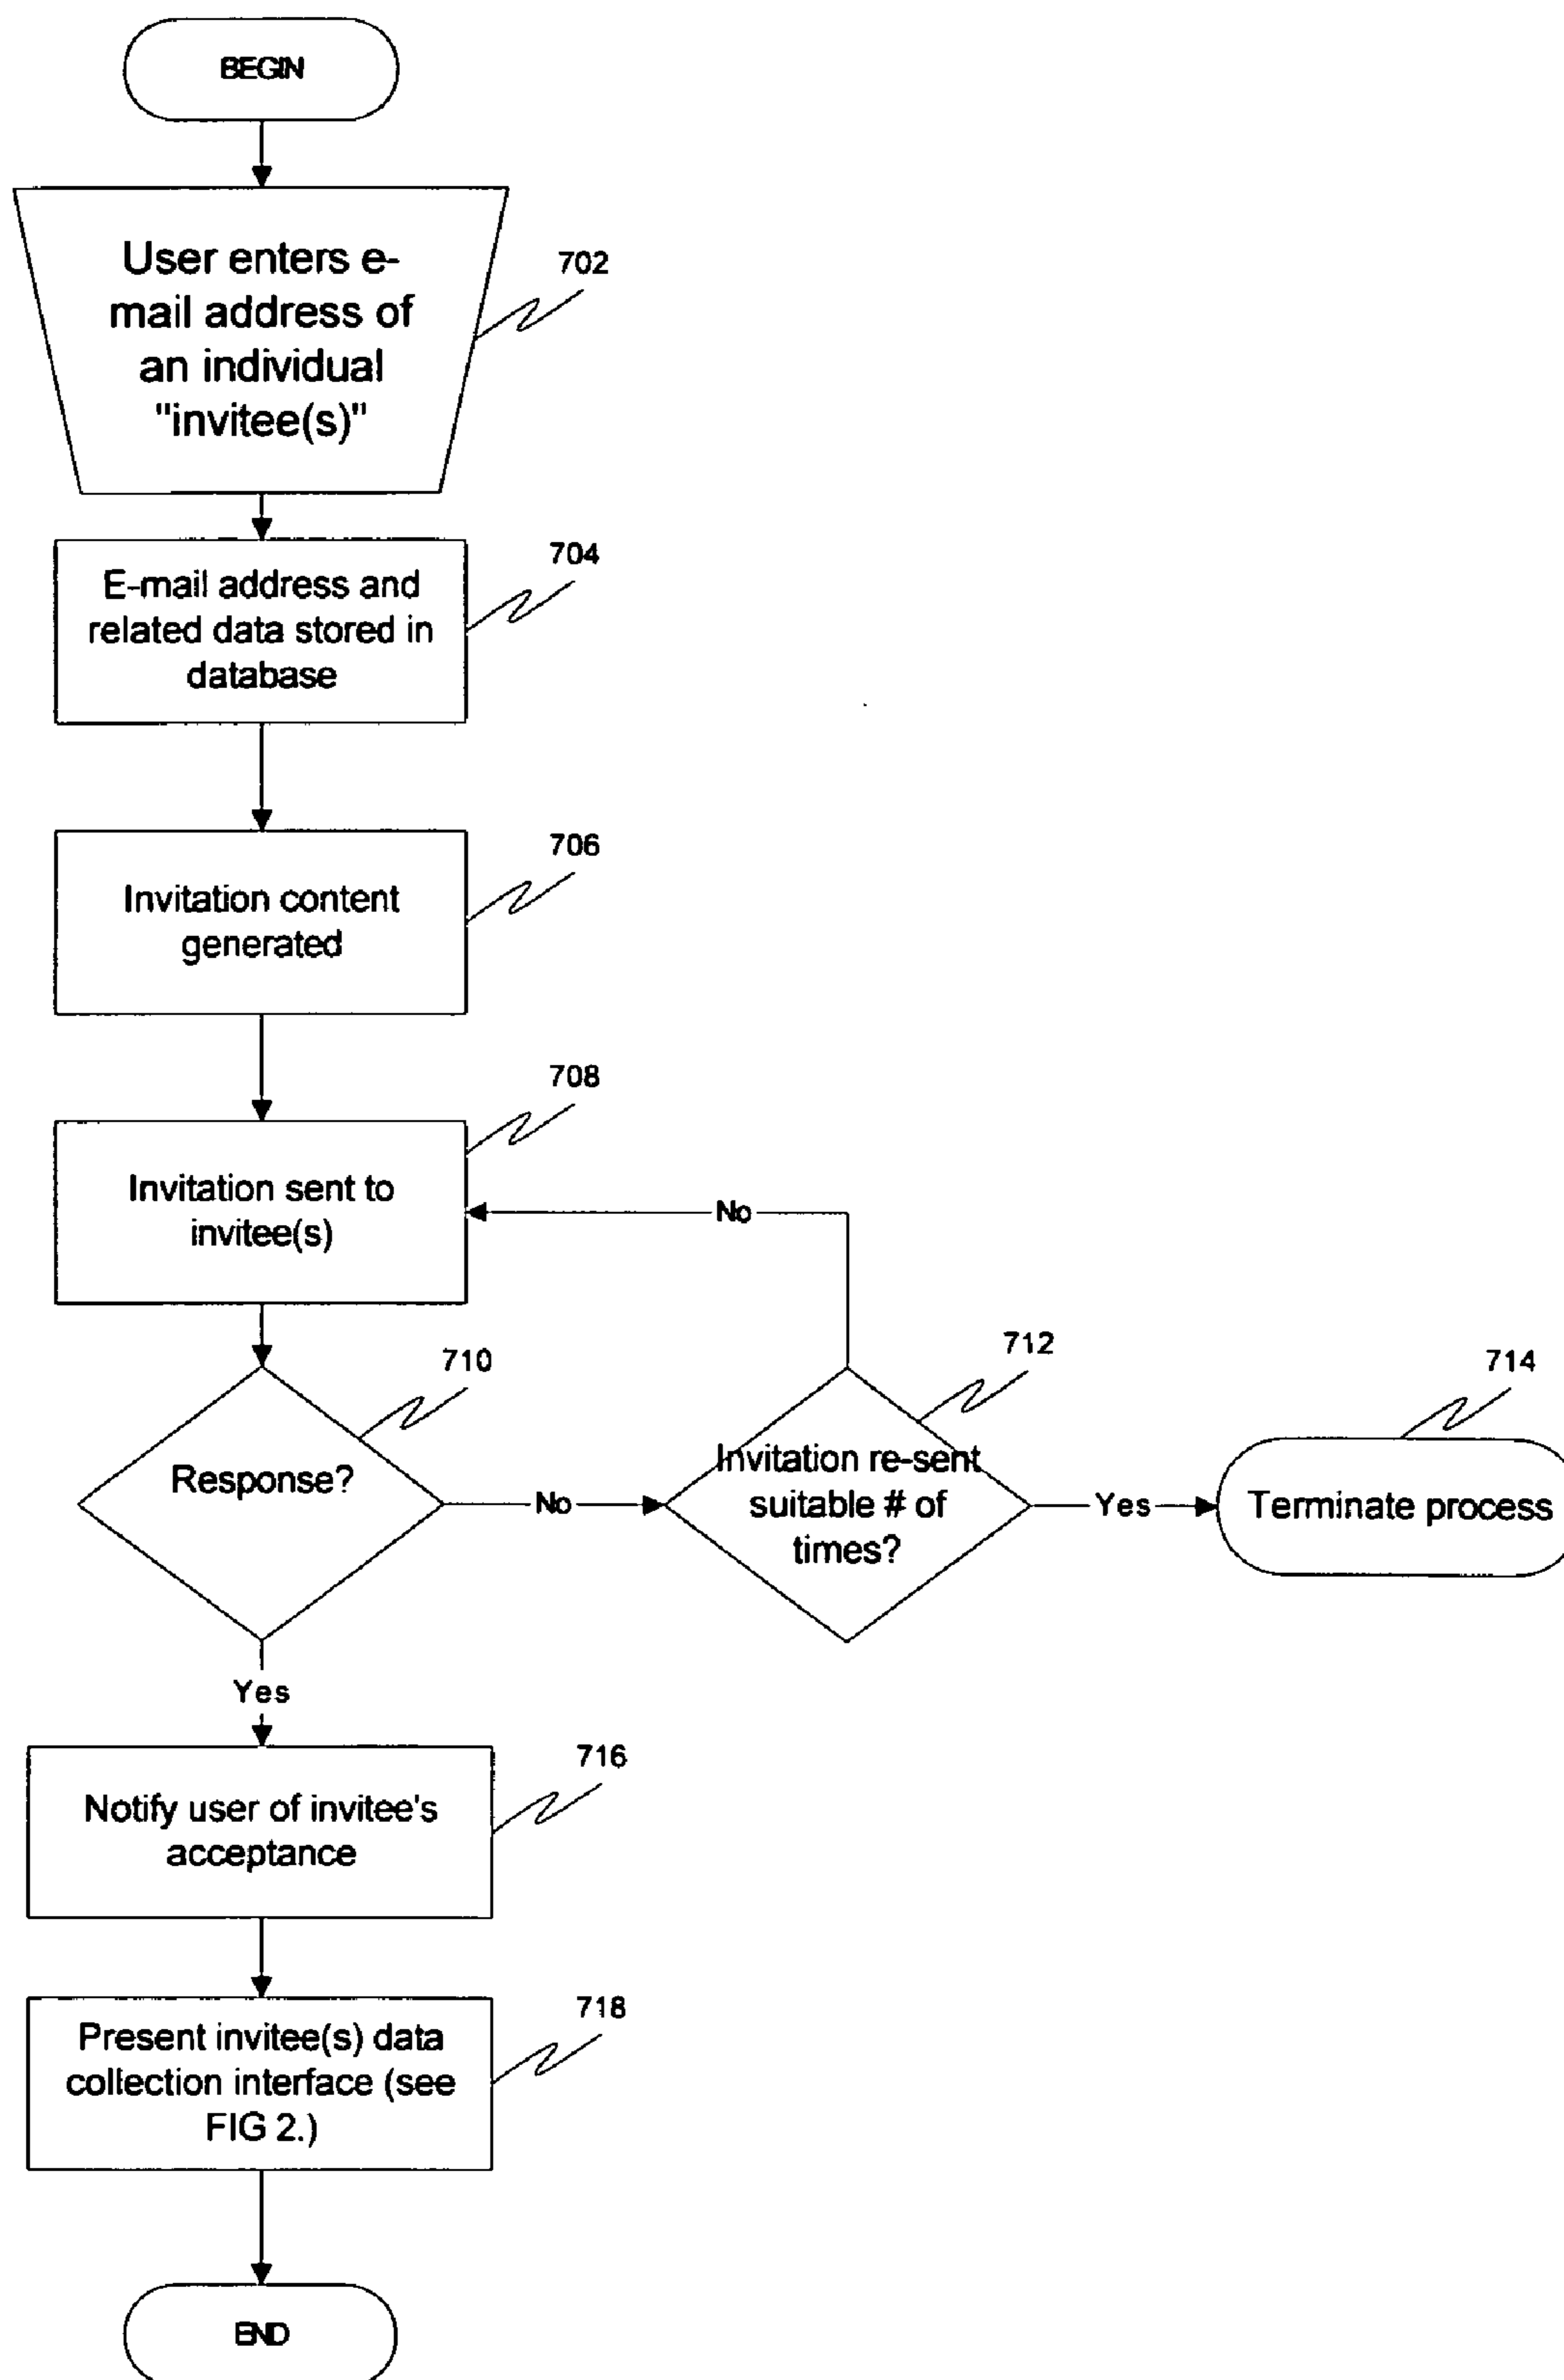 BEGIN
User enters e-
mail address of
an individual
"invitee(s)"
702
E-mail address and
related data stored in
database
704
Invitation content
generated
706
Invitation sent to
invitee(s)
708
No
Response?
710
No
Invitation re-sent
suitable # of
times?
712
Yes
Terminate process
714
Yes
Notify user of invitee's
acceptance
716
Present invitee(s) data
collection interface (see
FIG 2.)
718
END